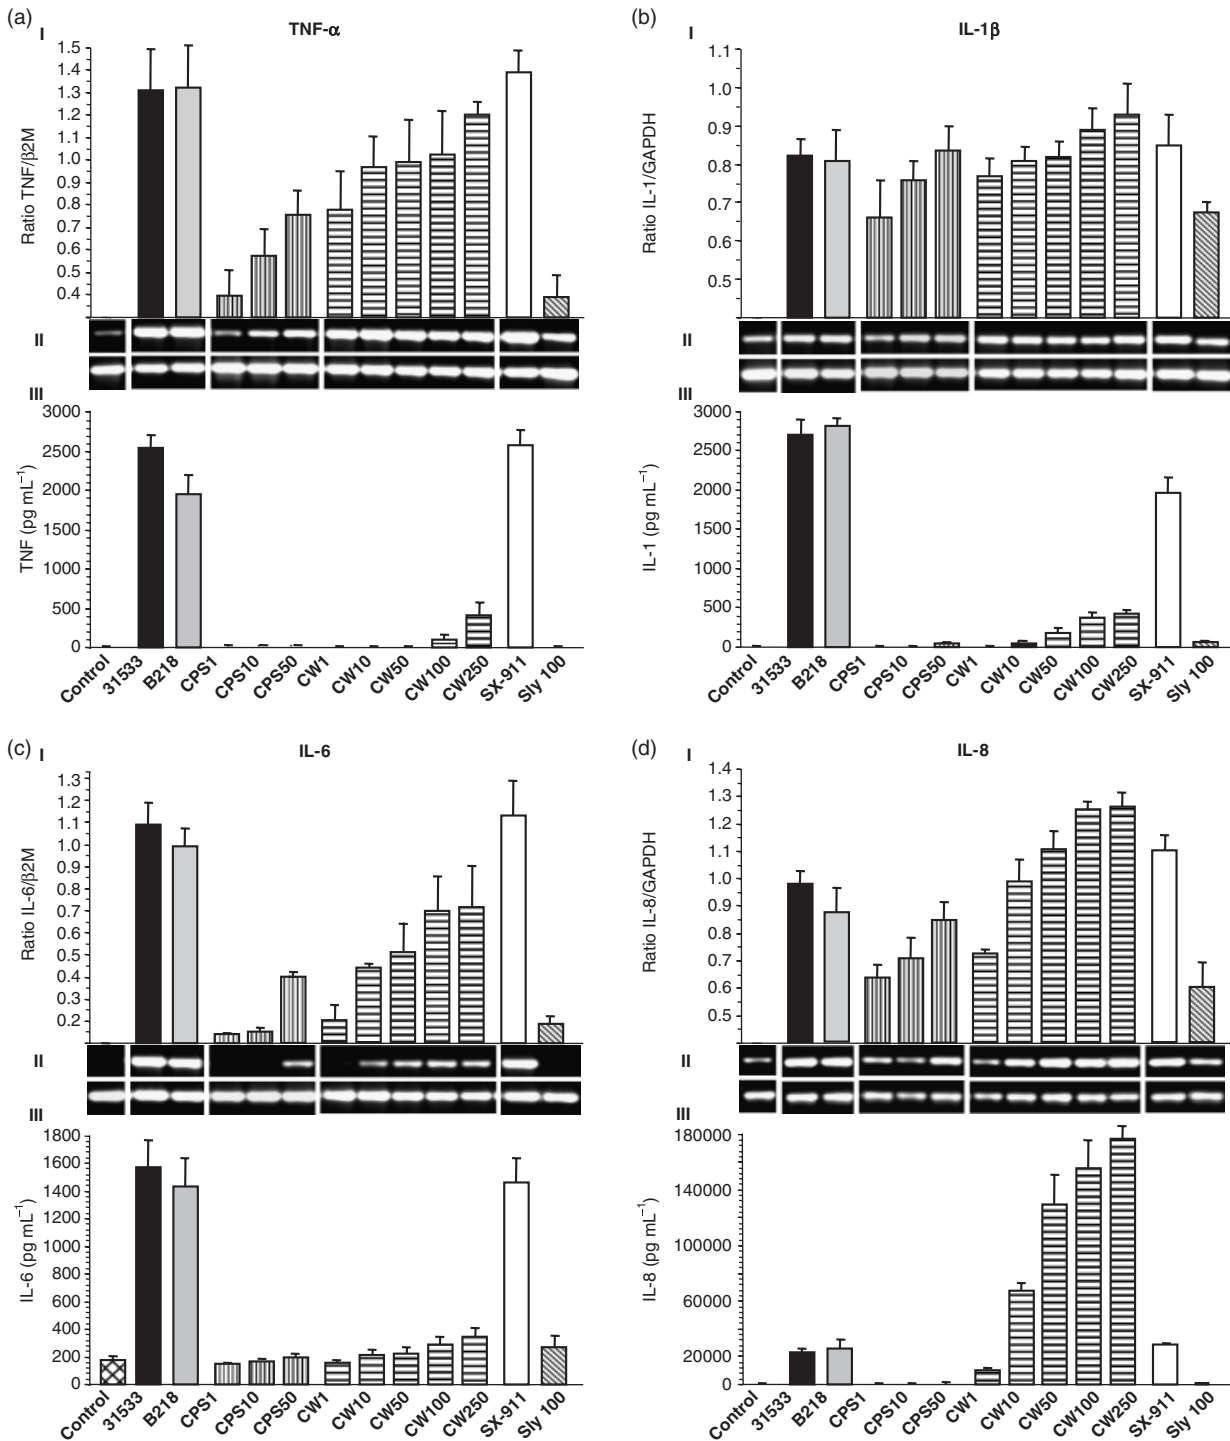 (a)
I
TNF-α
1.5
1.4
1.3
1.2
1.1
1.0
0.9
0.8
0.7
0.6
0.5
0.4
Ratio TNF/β2M
II
III
3000
2500
2000
1500
1000
500
0
TNF (pg mL−1)
Control
31533
B218
CPS1
CPS10
CPS50
CW1
CW10
CW50
CW100
CW250
SX-911
Sly 100
(b)
I
IL-1β
1.1
1.0
0.9
0.8
0.7
0.6
0.5
Ratio IL-1/GAPDH
II
III
3000
2500
2000
1500
1000
500
0
IL-1 (pg mL−1)
Control
31533
B218
CPS1
CPS10
CPS50
CW1
CW10
CW50
CW100
CW250
SX-911
Sly 100
(c)
I
IL-6
1.3
1.2
1.1
1.0
0.9
0.8
0.7
0.6
0.5
0.4
0.3
0.2
Ratio IL-6/β2M
II
III
1800
1600
1400
1200
1000
800
600
400
200
0
IL-6 (pg mL−1)
Control
31533
B218
CPS1
CPS10
CPS50
CW1
CW10
CW50
CW100
CW250
SX-911
Sly 100
(d)
I
IL-8
1.4
1.3
1.2
1.1
1.0
0.9
0.8
0.7
0.6
0.5
Ratio IL-8/GAPDH
II
III
180000
140000
100000
60000
20000
0
IL-8 (pg mL−1)
Control
31533
B218
CPS1
CPS10
CPS50
CW1
CW10
CW50
CW100
CW250
SX-911
Sly 100